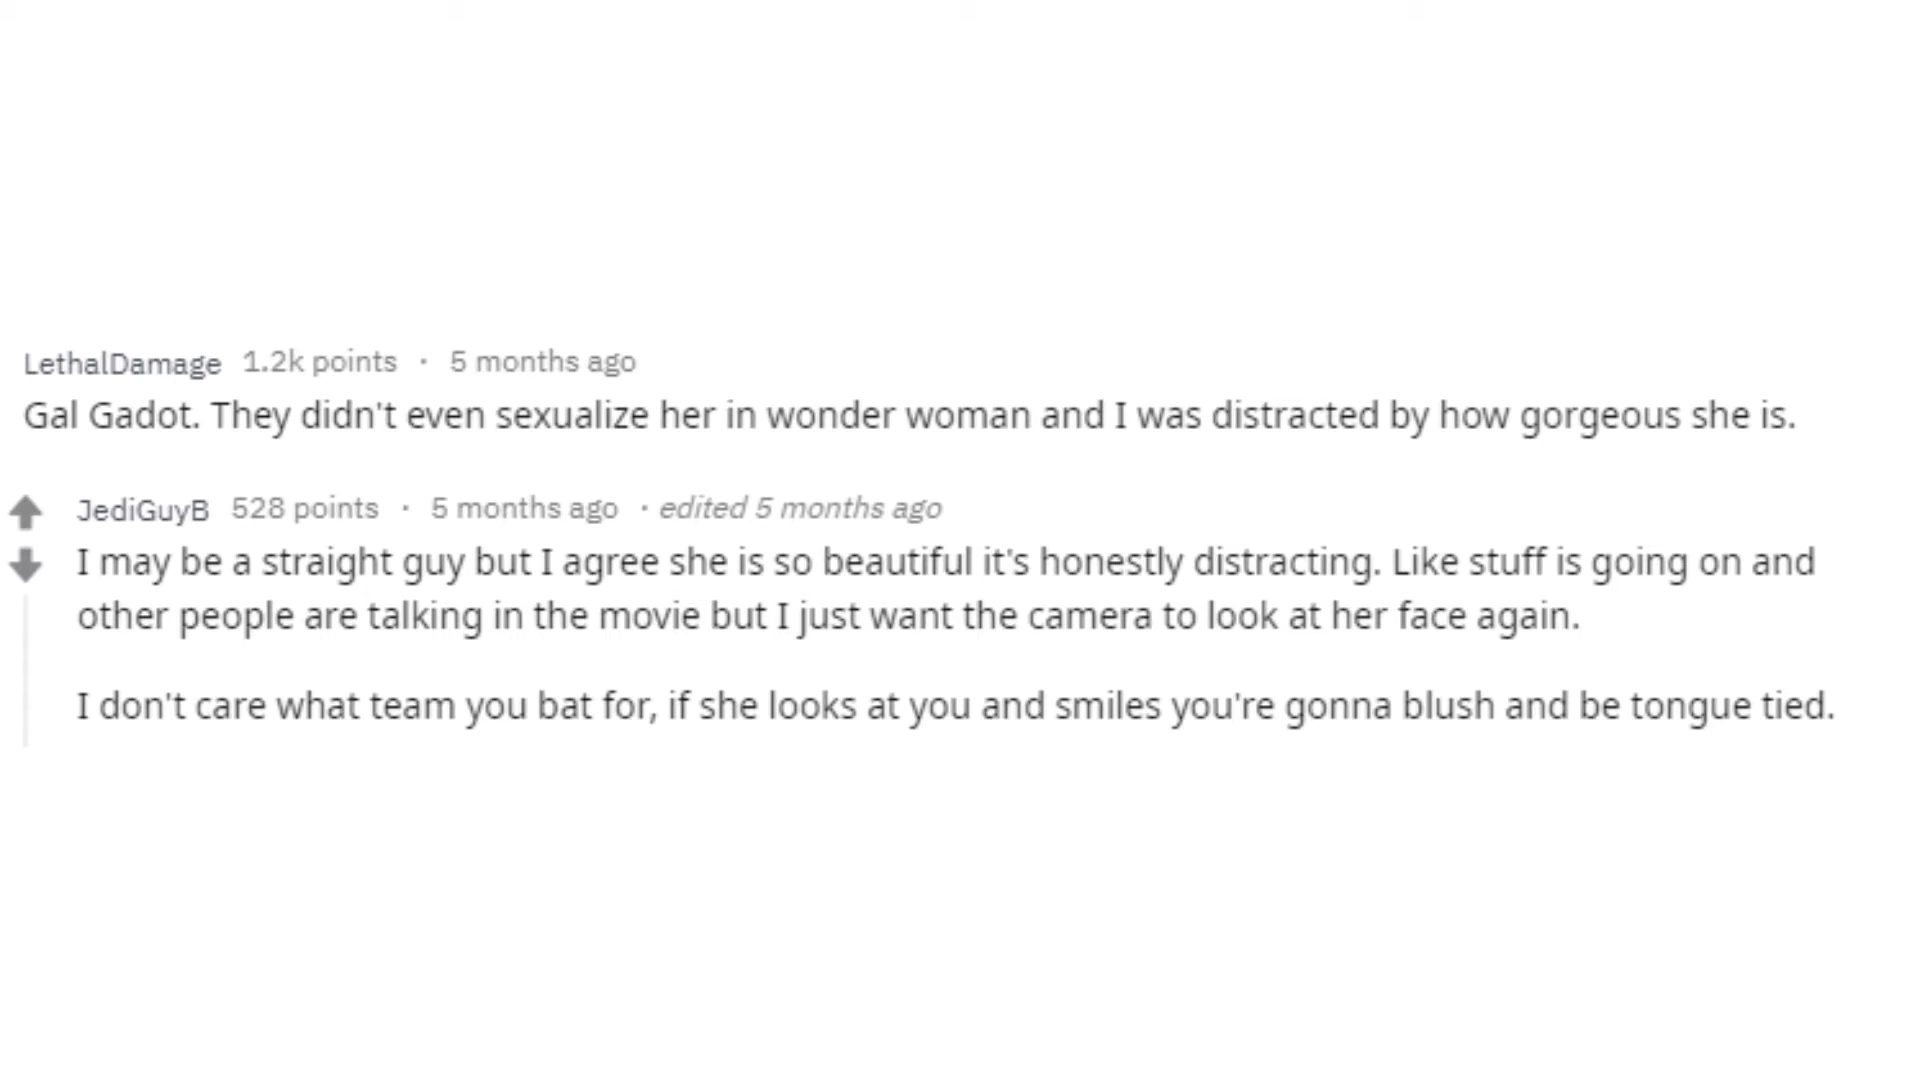 LethalDamage 1.2k points · 5 months ago
Gal Gadot. They didn't even sexualize her in wonder woman and I was distracted by how gorgeous she is.
JediGuyB 528 points · 5 months ago · edited 5 months ago
I may be a straight guy but I agree she is so beautiful it's honestly distracting. Like stuff is going on and
other people are talking in the movie but I just want the camera to look at her face again.
I don't care what team you bat for, if she looks at you and smiles you're gonna blush and be tongue tied.